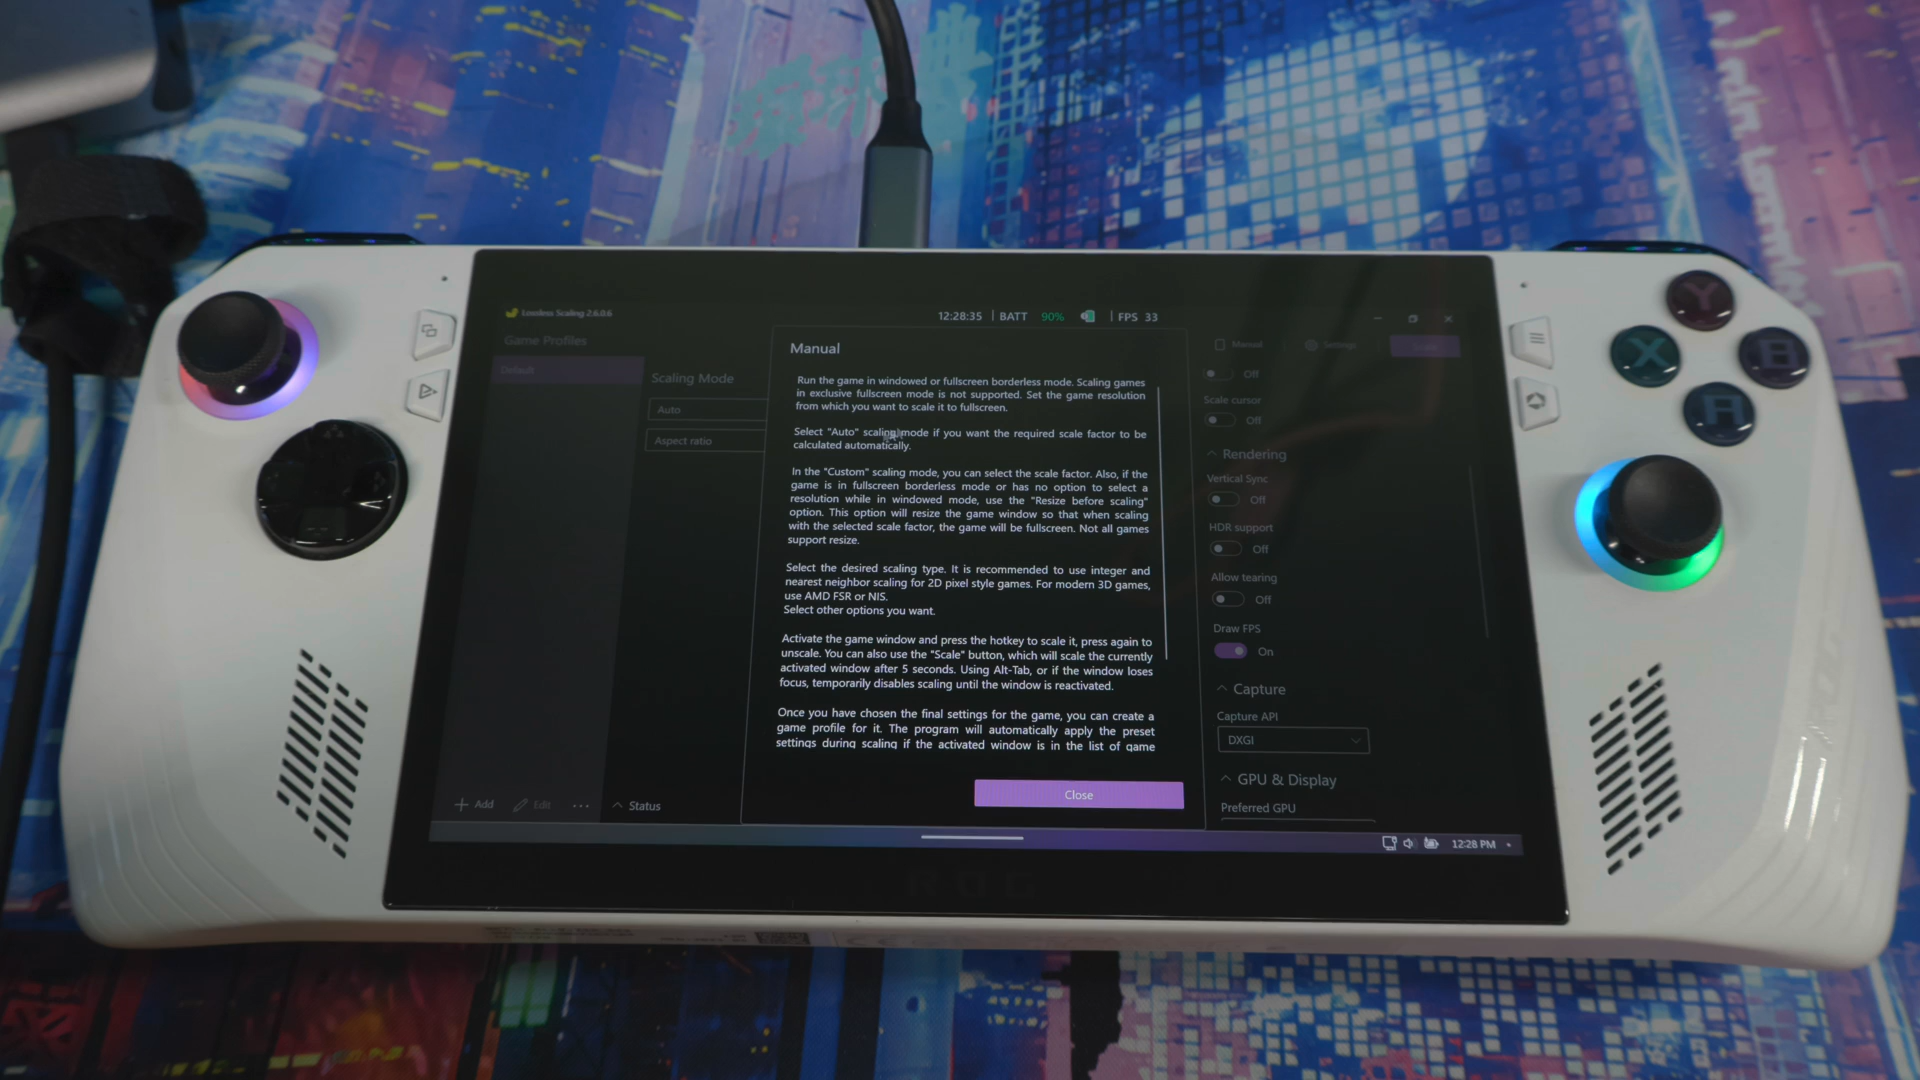 Lossless Scaling 2.6.0.6
12:28:35 | BATT 90% | FPS 33
Game Profiles
Default
Scaling Mode
Auto
Aspect ratio
+ Add
Edit
...
Status
Manual
Run the game in windowed or fullscreen borderless mode. Scaling games
in exclusive fullscreen mode is not supported. Set the game resolution
from which you want to scale it to fullscreen.
Select "Auto" scaling mode if you want the required scale factor to be
calculated automatically.
In the "Custom" scaling mode, you can select the scale factor. Also, if the
game is in fullscreen borderless mode or has no option to select a
resolution while in windowed mode, use the "Resize before scaling"
option. This option will resize the game window so that when scaling
with the selected scale factor, the game will be fullscreen. Not all games
support resize.
Select the desired scaling type. It is recommended to use integer and
nearest neighbor scaling for 2D pixel style games. For modern 3D games,
use AMD FSR or NIS.
Select other options you want.
Activate the game window and press the hotkey to scale it, press again to
unscale. You can also use the "Scale" button, which will scale the currently
activated window after 5 seconds. Using Alt-Tab, or if the window loses
focus, temporarily disables scaling until the window is reactivated.
Once you have chosen the final settings for the game, you can create a
game profile for it. The program will automatically apply the preset
settings during scaling if the activated window is in the list of game
Close
Manual
Settings
Off
Scale cursor
Off
Rendering
Vertical Sync
Off
HDR support
Off
Allow tearing
Off
Draw FPS
On
Capture
Capture API
DXGI
GPU & Display
Preferred GPU
12:28 PM
ROG
Y
X
B
A